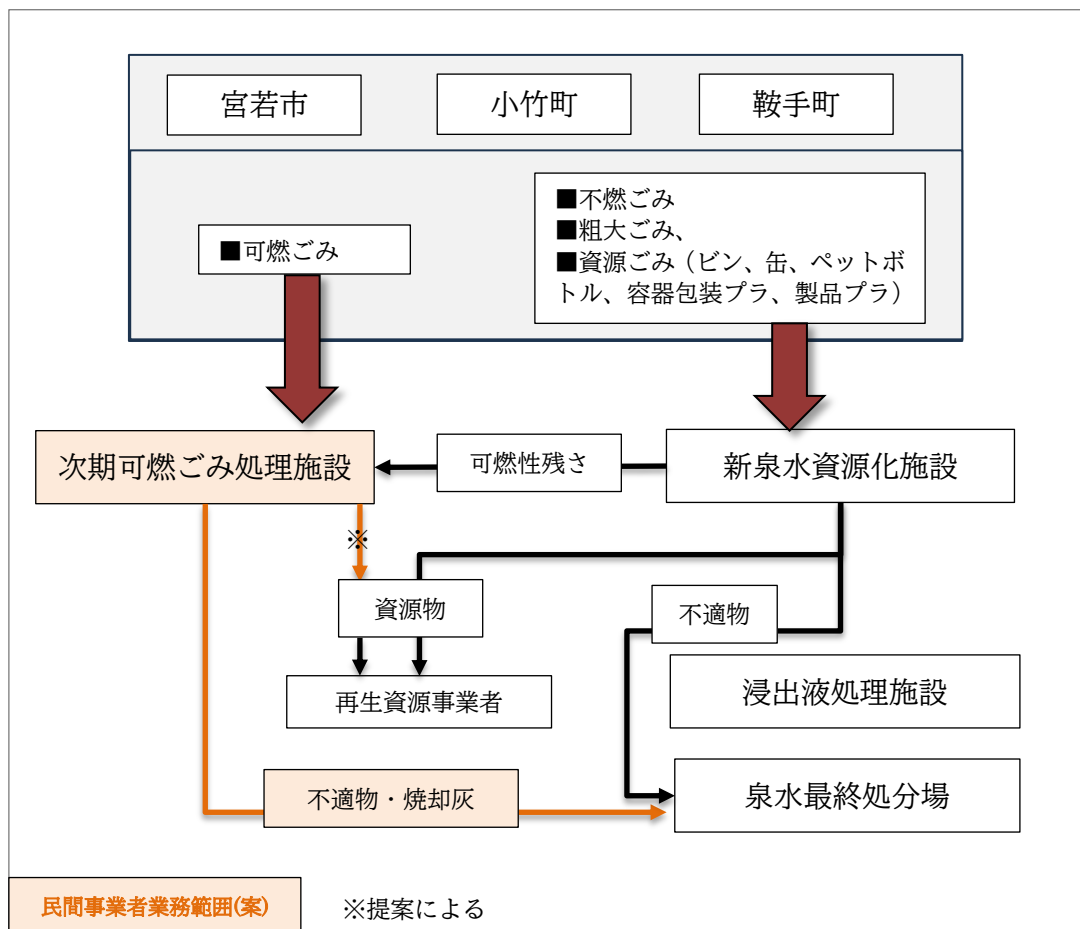 宮若市
小竹町
鞍手町
■不燃ごみ
■粗大ごみ、
■資源ごみ（ビン、缶、ペットボ
トル、容器包装プラ、製品プラ）
■可燃ごみ
次期可燃ごみ処理施設
可燃性残さ
新泉水資源化施設
※
資源物
不適物
再生資源事業者
浸出液処理施設
不適物・焼却灰
泉水最終処分場
民間事業者業務範囲(案)
※提案による